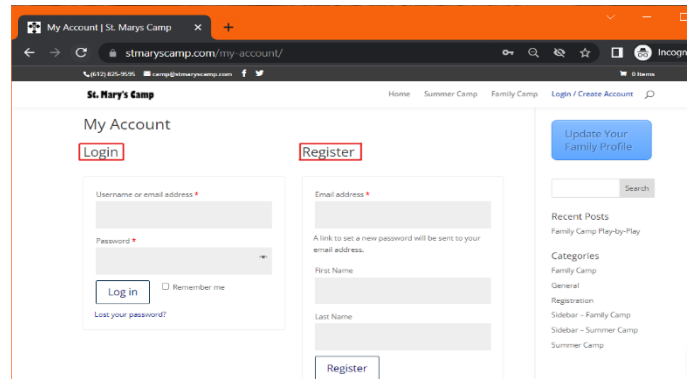 My Account | St. Marys Camp
stmaryscamp.com/my-account/
Incogn
(612) 825-9595 camp@stmaryscamp.com
0 Items
St. Mary's Camp
Home Summer Camp Family Camp Login / Create Account
My Account
Login
Username or email address *
Password *
Log in
Remember me
Lost your password?
Register
Email address *
A link to set a new password will be sent to your
email address.
First Name
Last Name
Register
Update Your
Family Profile
Search
Recent Posts
Family Camp Play-by-Play
Categories
Family Camp
General
Registration
Sidebar – Family Camp
Sidebar – Summer Camp
Summer Camp